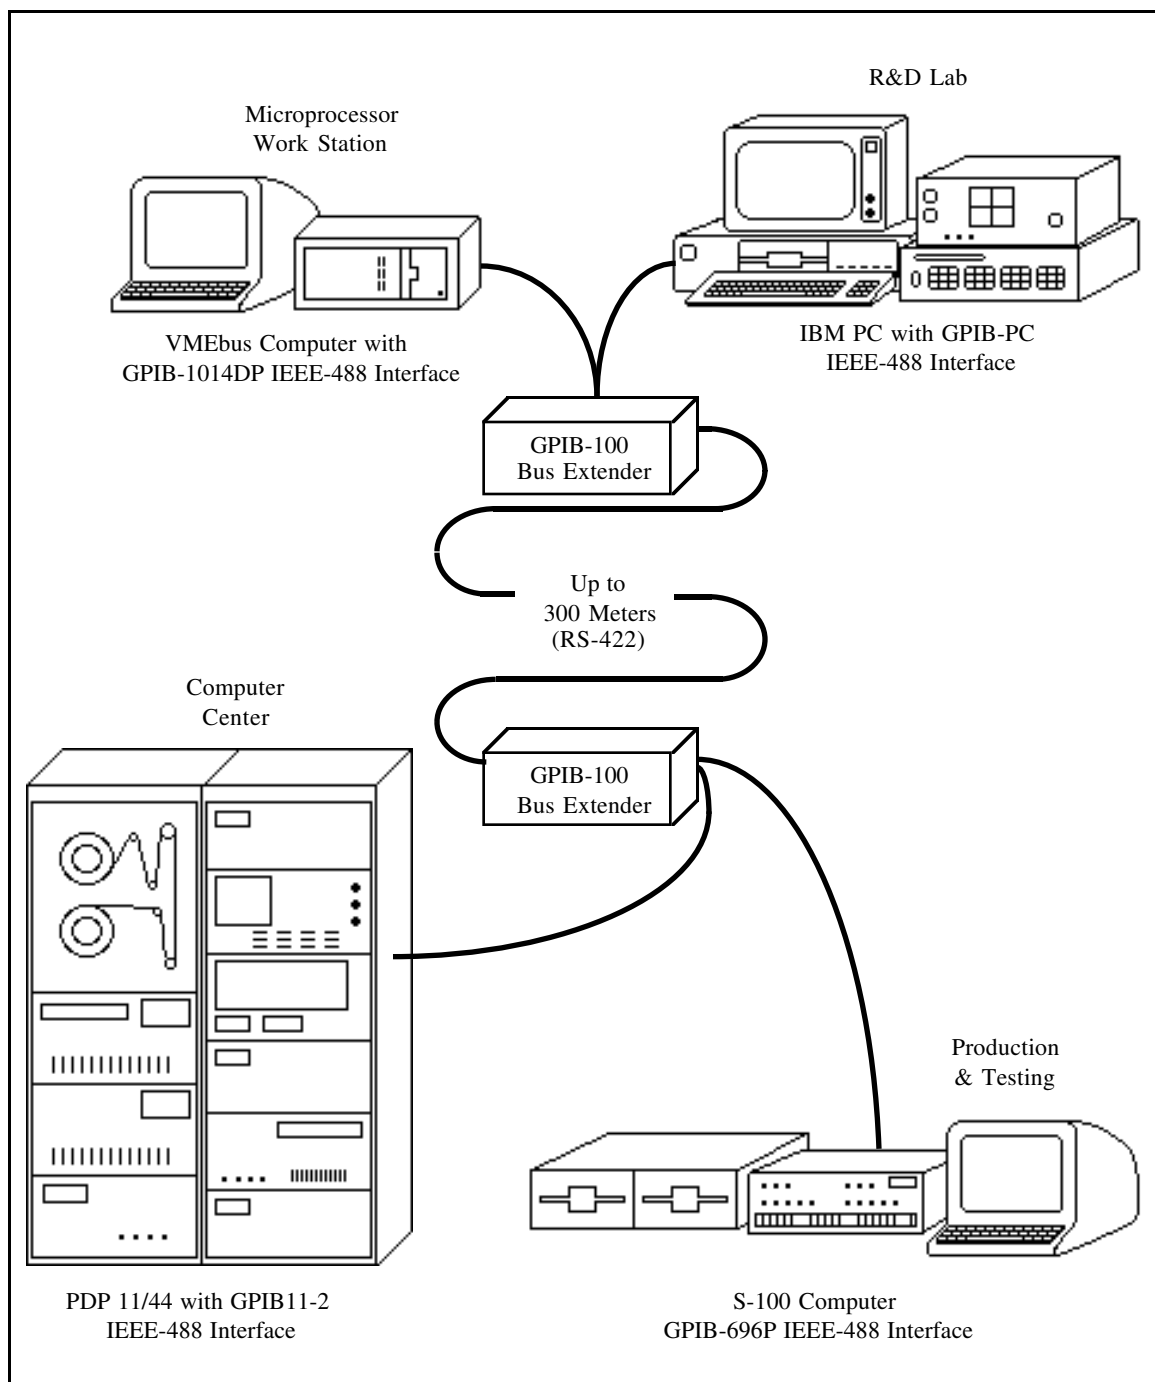 R&D Lab
Microprocessor
Work Station
VMEbus Computer with
GPIB-1014DP IEEE-488 Interface
IBM PC with GPIB-PC
IEEE-488 Interface
GPIB-100
Bus Extender
Up to
300 Meters
(RS-422)
Computer
Center
GPIB-100
Bus Extender
Production
& Testing
PDP 11/44 with GPIB11-2
IEEE-488 Interface
S-100 Computer
GPIB-696P IEEE-488 Interface